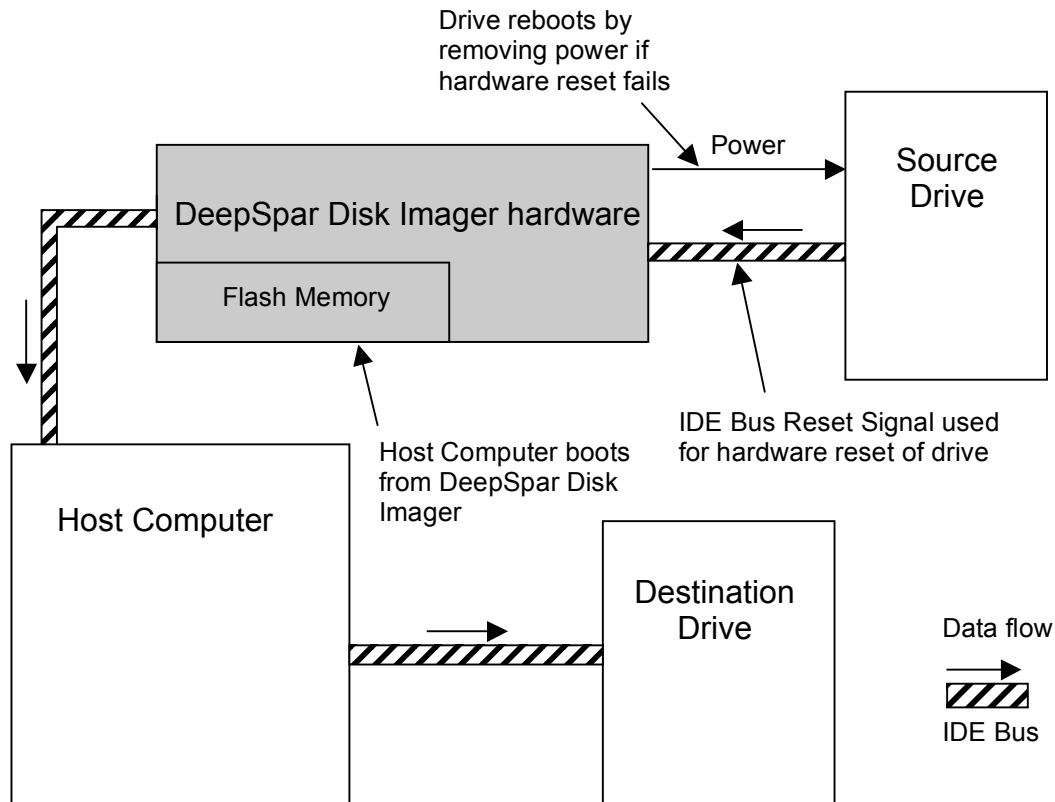 Drive reboots by
removing power if
hardware reset fails
Power
Source
Drive
DeepSpar Disk Imager hardware
Flash Memory
IDE Bus Reset Signal used
for hardware reset of drive
Host Computer boots
from DeepSpar Disk
Imager
Host Computer
Destination
Drive
Data flow
IDE Bus